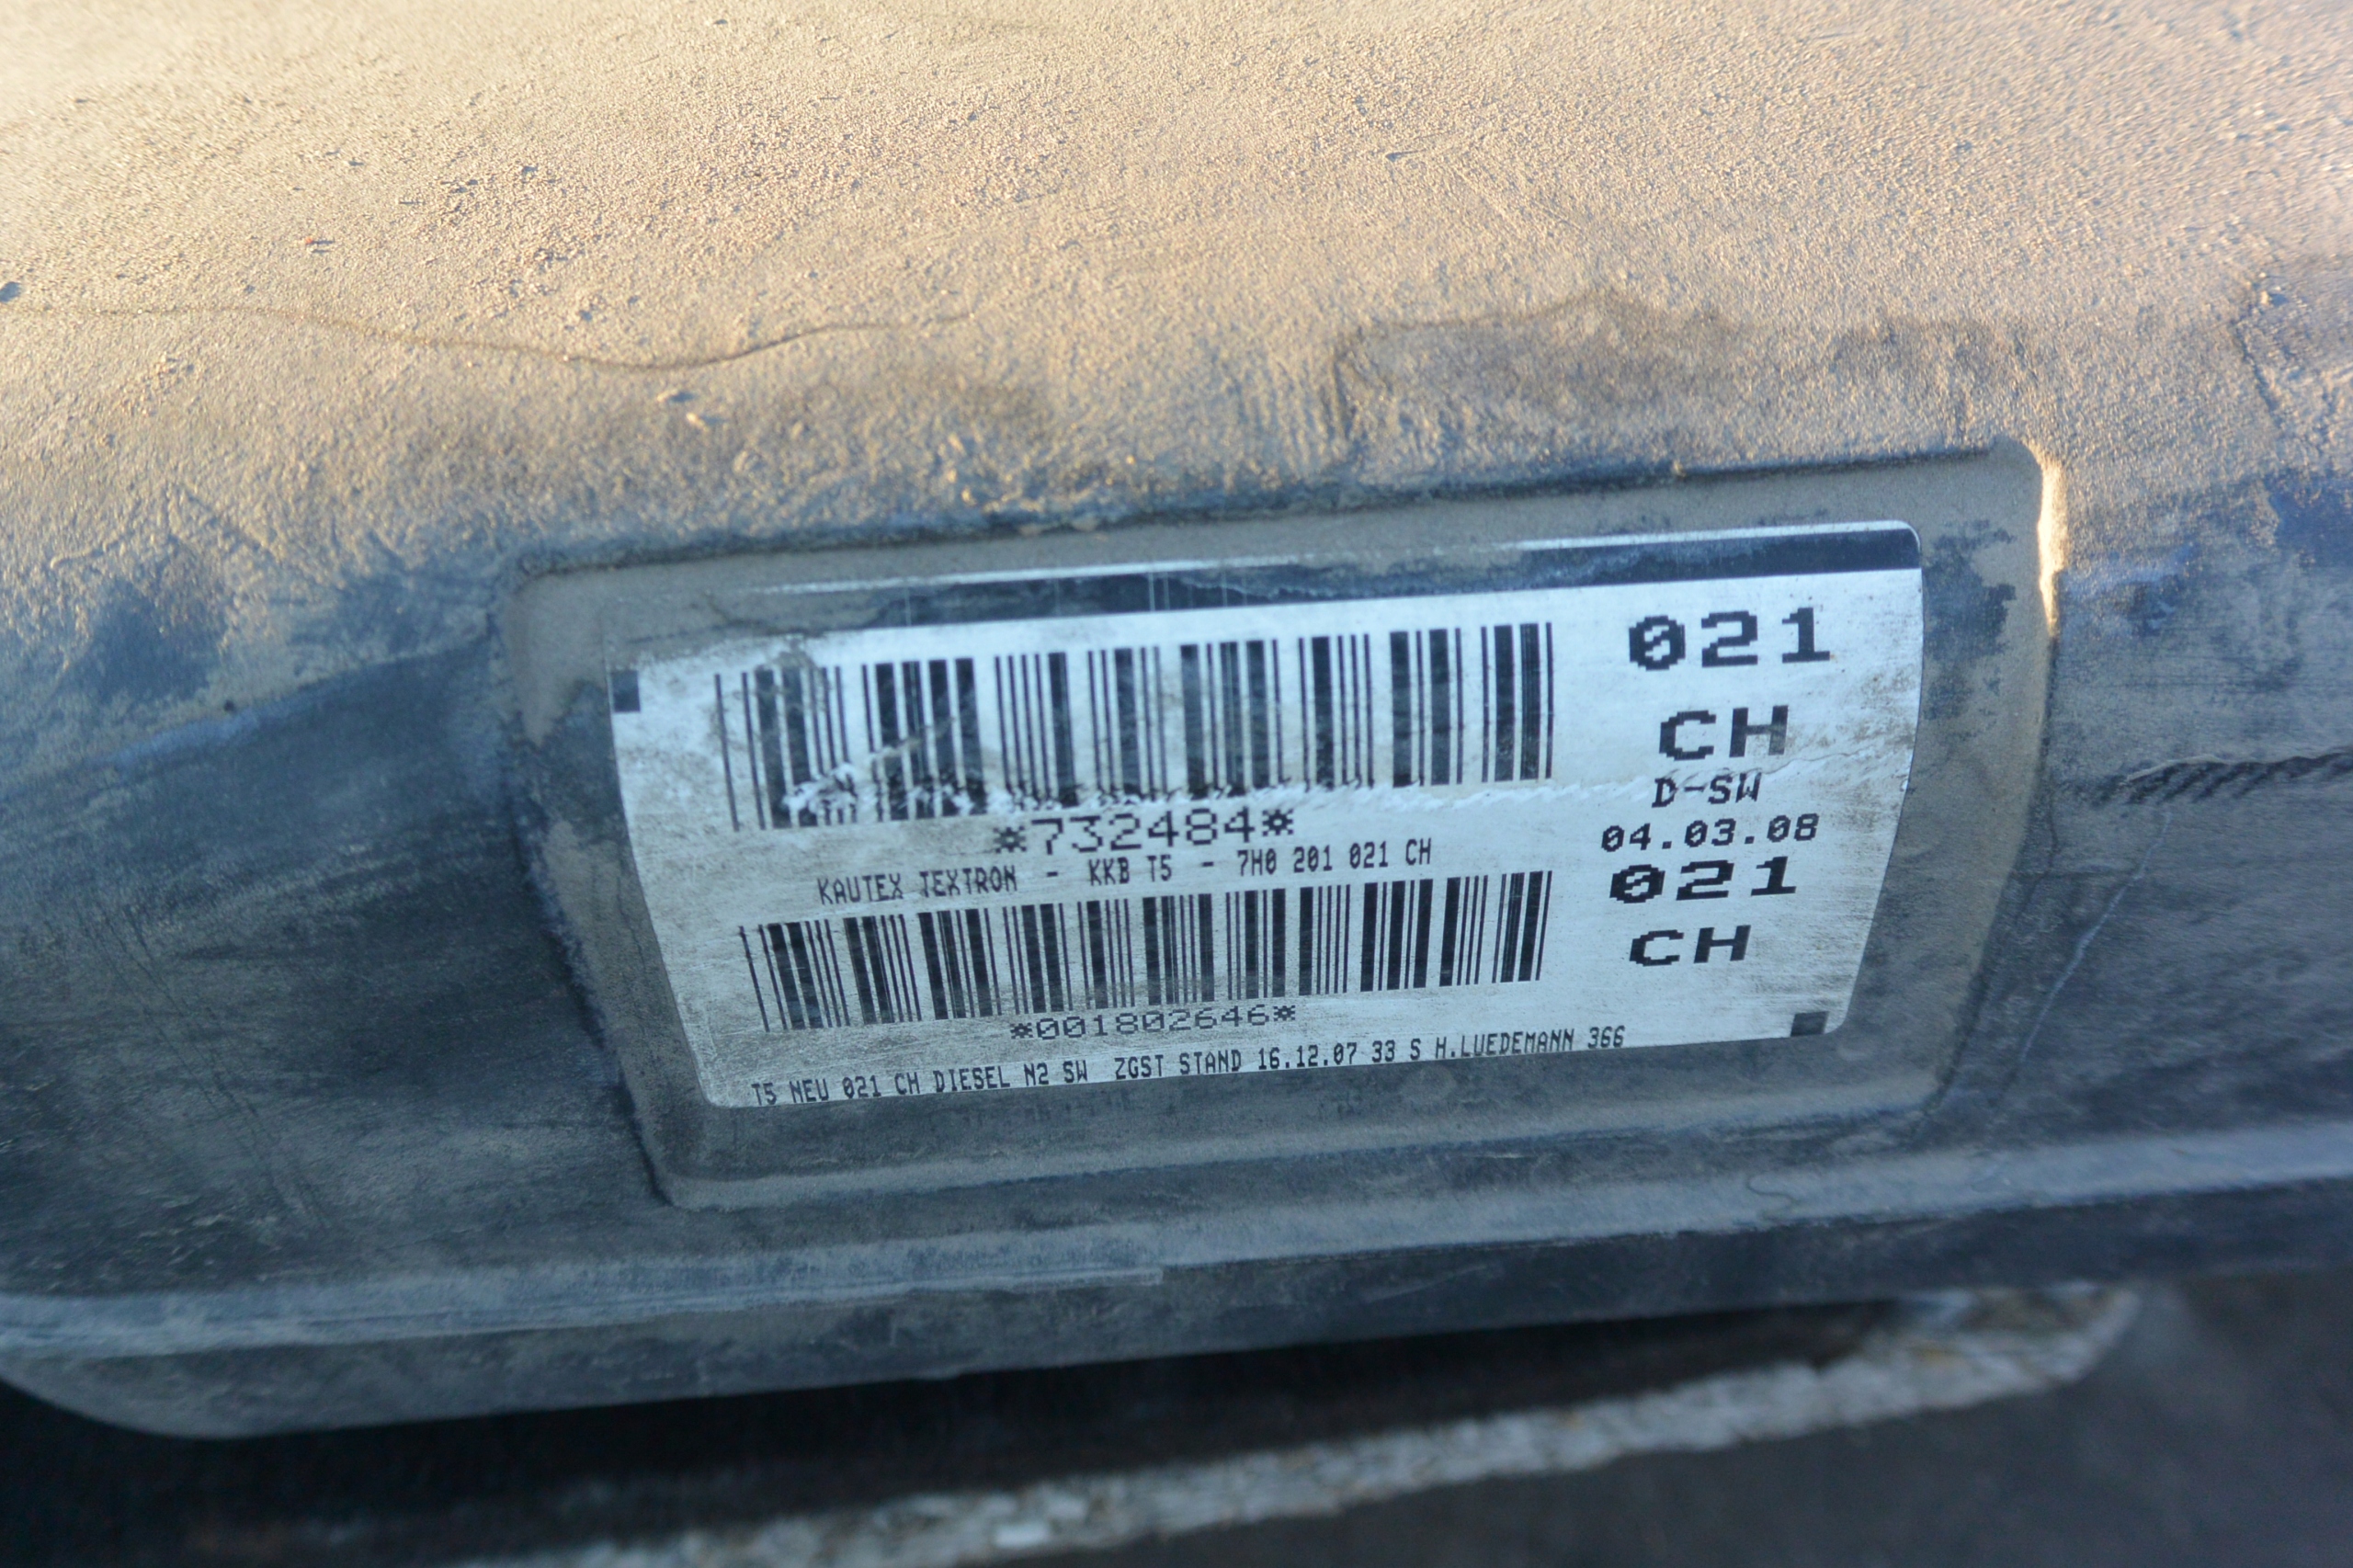 021
CH
D-SW
*732484*
04.03.08
KAUTEX TEXTRON - KKB T5 - 7H0 201 021 CH
021
CH
*001802646*
T5 NEU 021 CH DIESEL N2 SW ZGST STAND 16.12.07 33 S H.LUEDEMANN 366